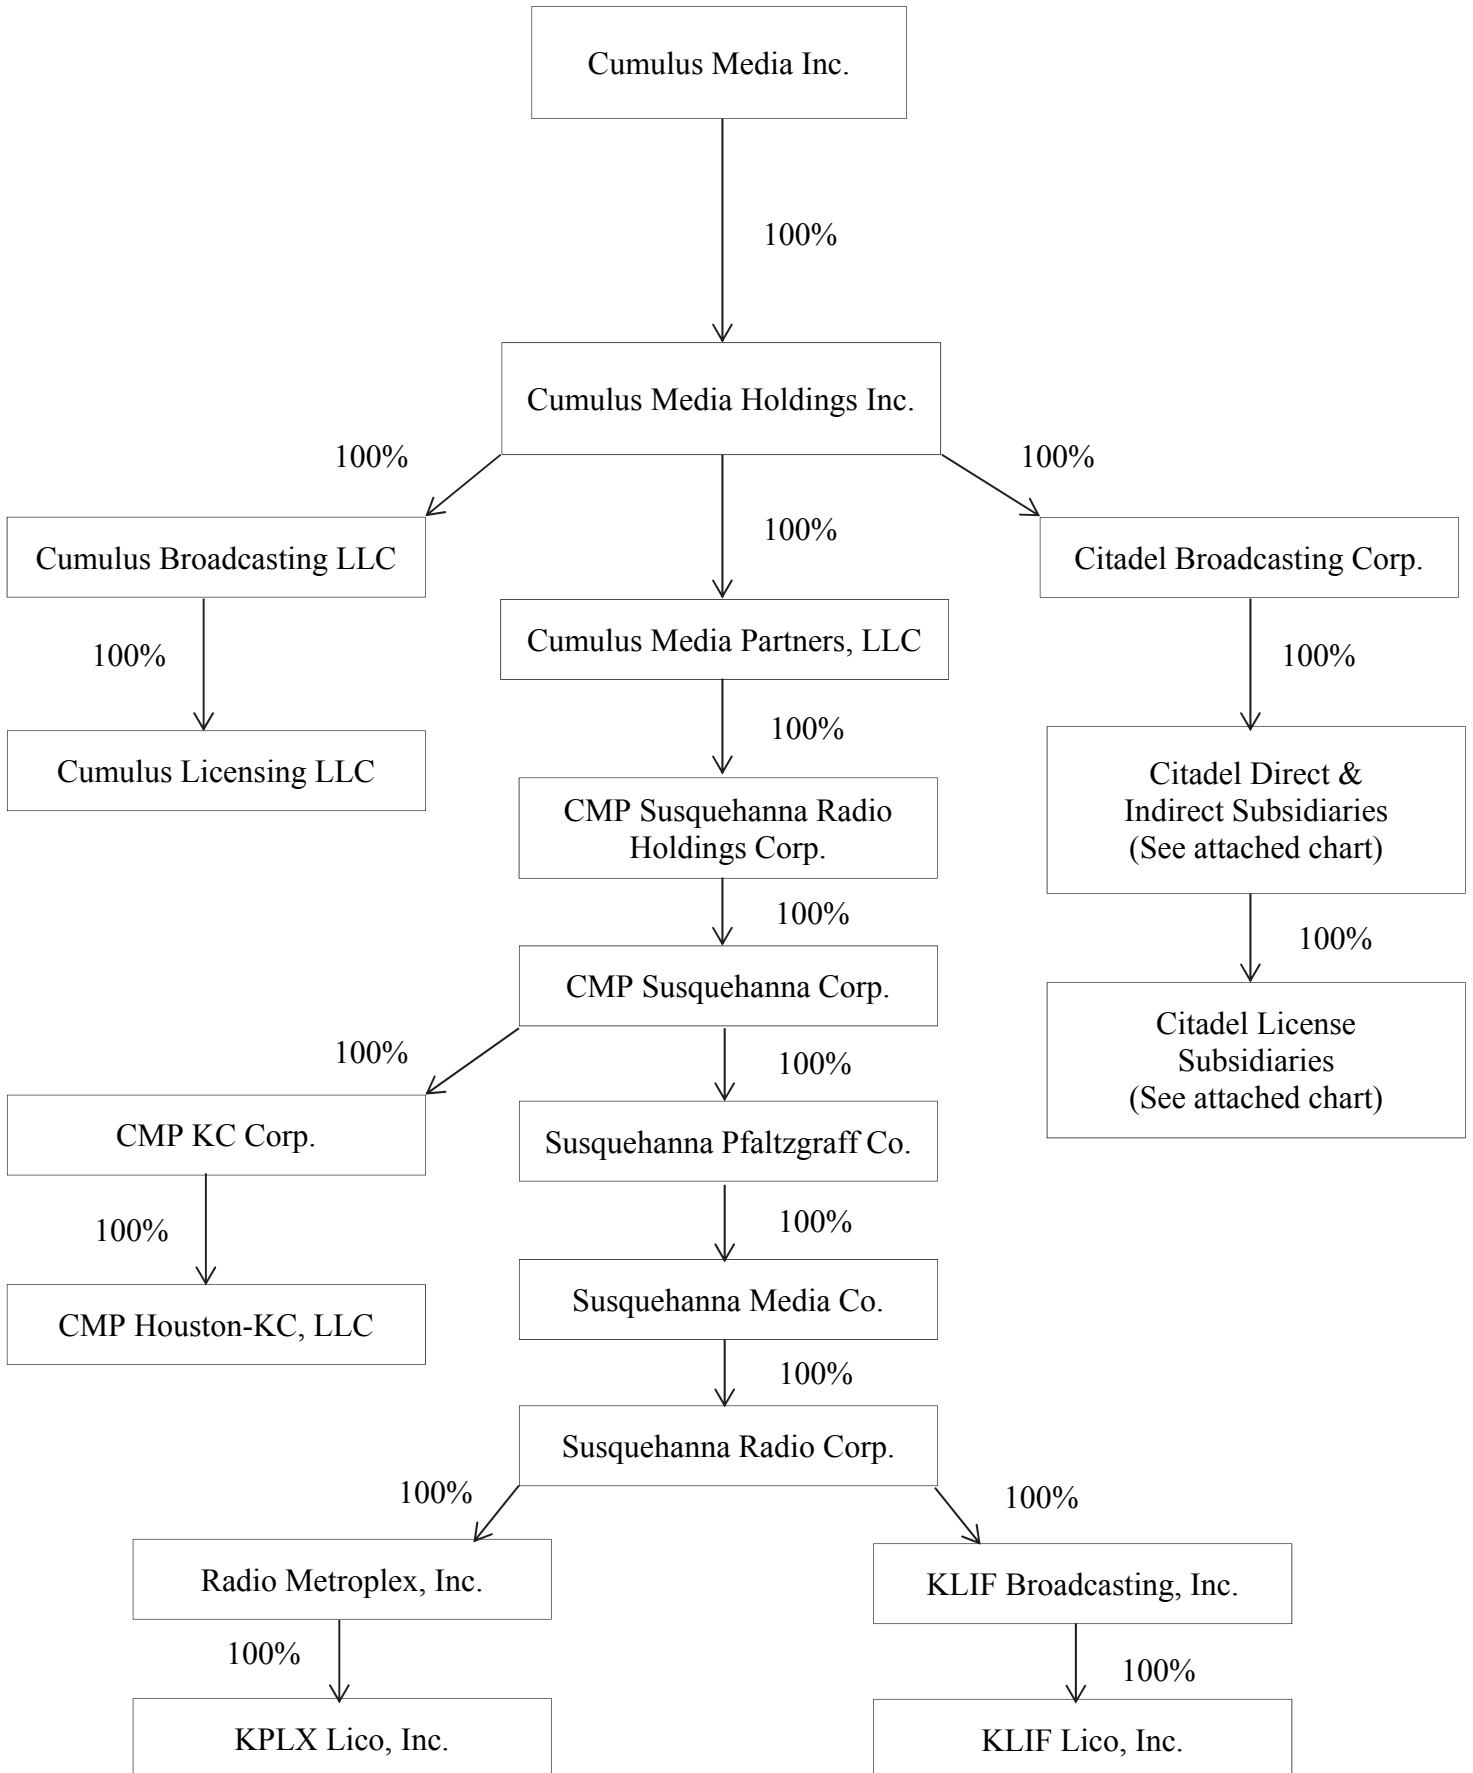 Cumulus Media Inc.
100%
Cumulus Media Holdings Inc.
100%
100%
100%
Cumulus Broadcasting LLC
Citadel Broadcasting Corp.
Cumulus Media Partners, LLC
100%
100%
100%
Cumulus Licensing LLC
CMP Susquehanna Radio
Holdings Corp.
Citadel Direct &
Indirect Subsidiaries
(See attached chart)
100%
100%
CMP Susquehanna Corp.
Citadel License
Subsidiaries
(See attached chart)
100%
100%
CMP KC Corp.
Susquehanna Pfaltzgraff Co.
100%
100%
CMP Houston-KC, LLC
Susquehanna Media Co.
100%
Susquehanna Radio Corp.
100%
100%
Radio Metroplex, Inc.
KLIF Broadcasting, Inc.
100%
100%
KPLX Lico, Inc.
KLIF Lico, Inc.